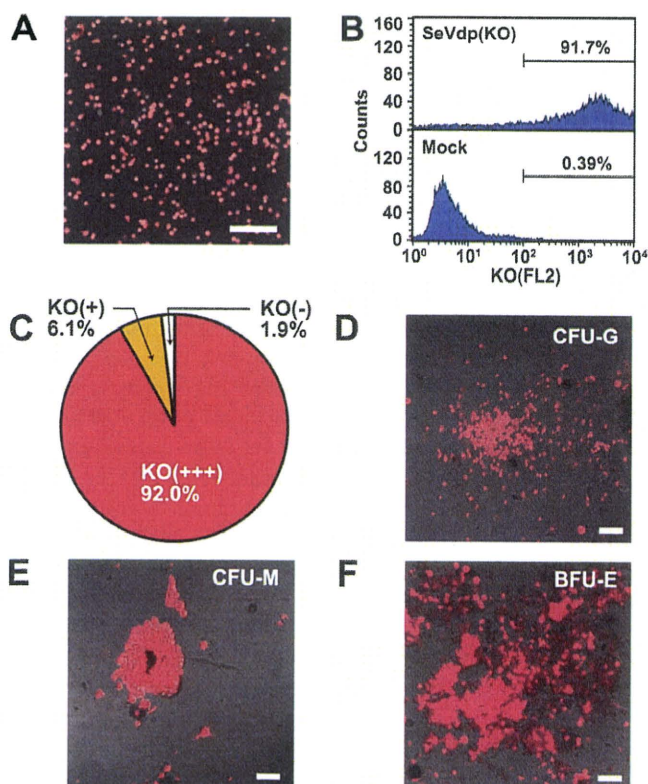 A
B
160
120
80
40
0
SeVdp(KO)
91.7%
Counts
Mock
0.39%
120
80
40
0
10⁰ 10¹ 10² 10³ 10⁴
KO(FL2)
C
KO(+)
6.1%
KO(-)
1.9%
KO(+++)
92.0%
D
CFU-G
E
CFU-M
F
BFU-E